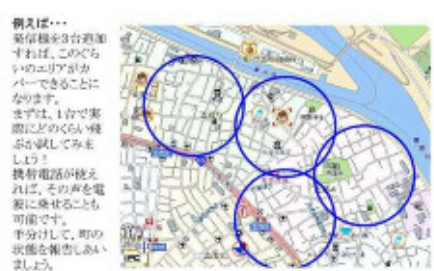 例えば・・・
発信機を3台追加
すれば、このぐら
いのエリアがカ
バーできることに
なります。
まずは、1台で実
際にどのくらい飛
ぶか試してみま
しょう！
携帯電話が使え
れば、その声を電
波に乗せることも
可能です。
手分けして、町の
状態を報告しあい
ましょう。